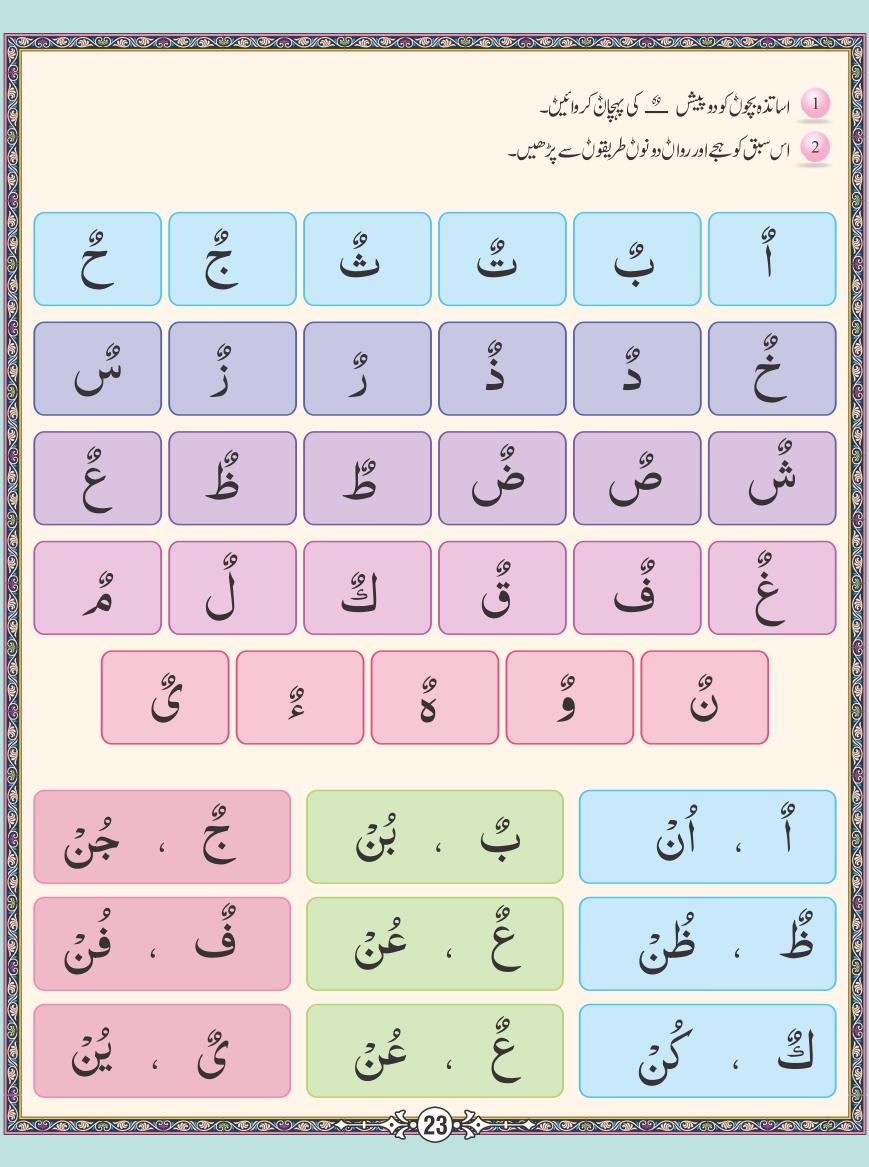 1 اساتذہ بچوں کو دو پیش ــٌـ کی پہچان کروائیں۔
2 اس سبق کو ہجے اور رواں دونوں طریقوں سے پڑھیں۔
اٌ بٌ تٌ ثٌ جٌ حٌ
خٌ دٌ ذٌ رٌ زٌ سٌ
شٌ صٌ ضٌ طٌ ظٌ عٌ
غٌ فٌ قٌ كٌ لٌ مٌ
نٌ وٌ هٌ ءٌ ىٌ
اٌ ، اُنْ بٌ ، بُنْ جٌ ، جُنْ
ظٌ ، ظُنْ عٌ ، عُنْ فٌ ، فُنْ
كٌ ، كُنْ عٌ ، عُنْ ىٌ ، يُنْ
23